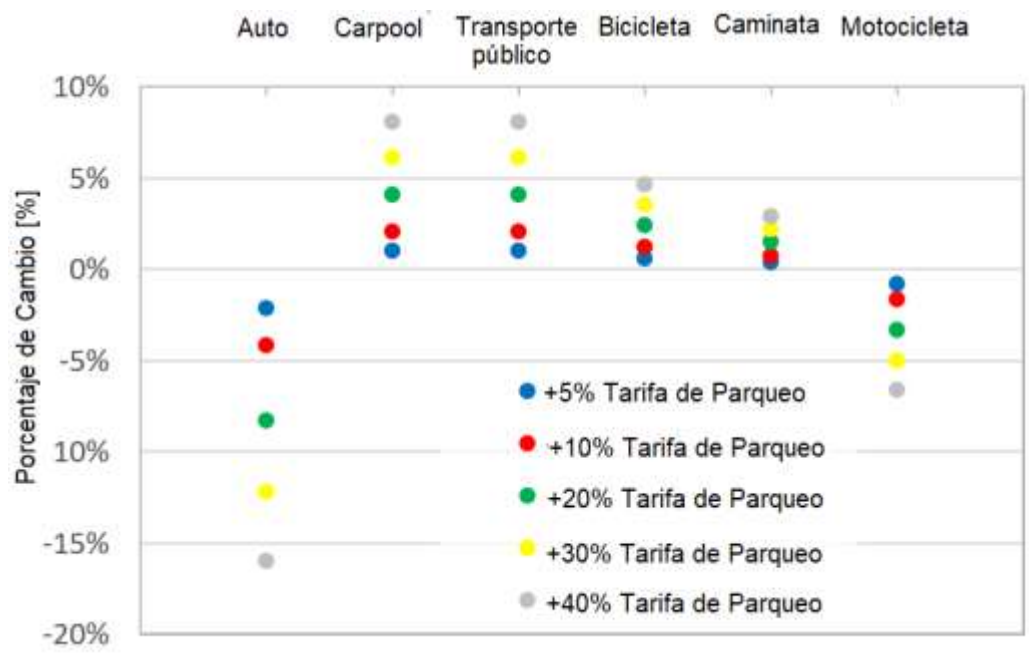 Auto Carpool Transporte público Bicicleta Caminata Motocicleta
10%
5%
0%
-5%
10%
-15%
-20%
Porcentaje de Cambio [%]
+5% Tarifa de Parqueo
+10% Tarifa de Parqueo
+20% Tarifa de Parqueo
+30% Tarifa de Parqueo
+40% Tarifa de Parqueo